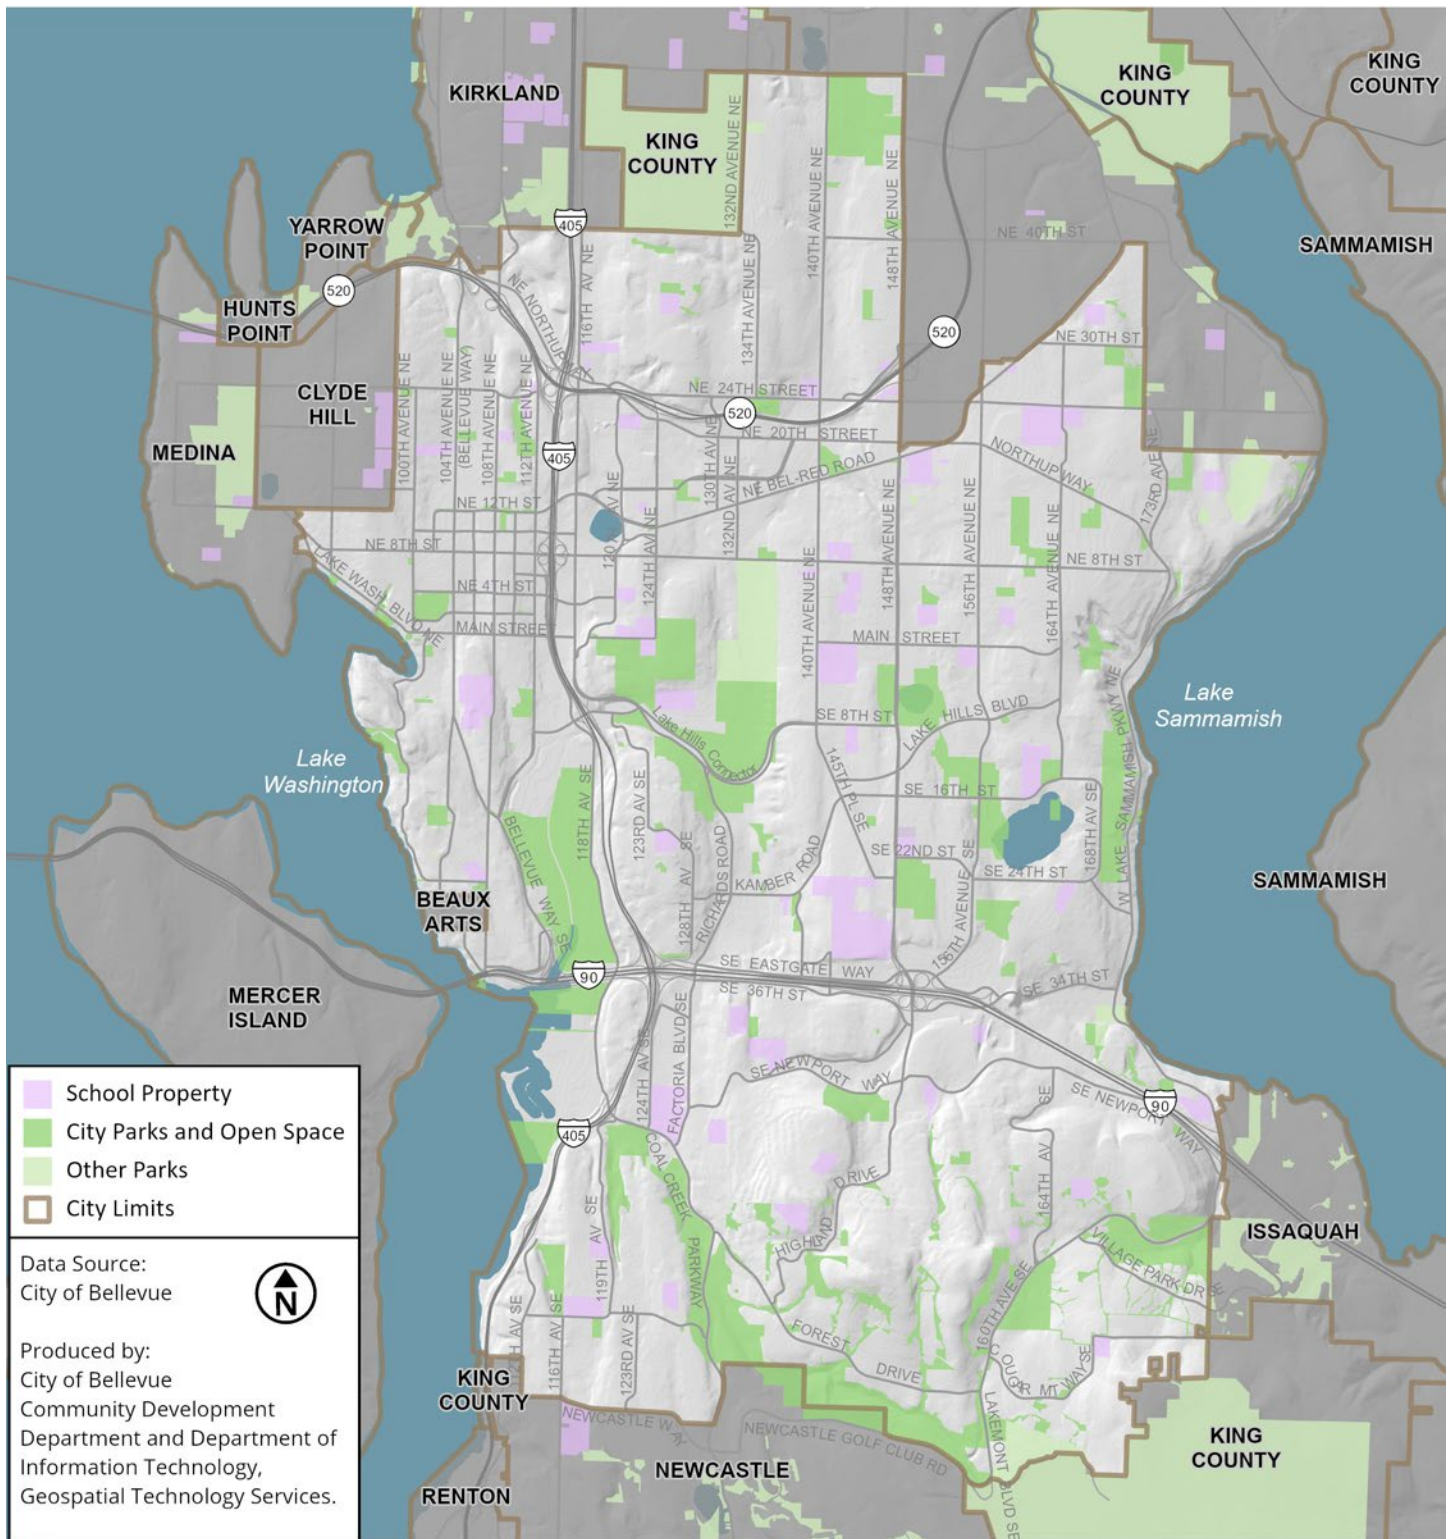 KIRKLAND
KING
COUNTY
KING
COUNTY
KING
COUNTY
132ND AVENUE NE
140TH AVENUE NE
148TH AVENUE NE
405
NE 40TH ST
YARROW
POINT
SAMMAMISH
520
HUNTS
POINT
NE NORTHUP WAY
116TH AV NE
134TH AVENUE NE
520
NE 30TH ST
CLYDE
HILL
100TH AVENUE NE
104TH AVENUE NE
(BELLEVUE WAY)
108TH AVENUE NE
112TH AVENUE NE
NE 24TH STREET
520
MEDINA
405
NE 20TH STREET
130TH AV NE
NE BEL-RED ROAD
132ND AV NE
NORTHUP WAY
173RD AVE NE
NE 12TH ST
120TH AV NE
124TH AV NE
140TH AVENUE NE
148TH AVENUE NE
156TH AVENUE NE
164TH AVENUE NE
NE 8TH ST
NE 8TH ST
LAKE WASH BLVD NE
NE 4TH ST
MAIN STREET
MAIN STREET
Lake
Sammamish
W LAKE SAMMAMISH PKWY NE
Lake Hills Connector
SE 8TH ST
LAKE HILLS BLVD
Lake
Washington
145TH PL SE
SE 16TH ST
BELLEVUE WAY SE
118TH AV SE
123RD AV SE
128TH AV SE
RICHARDS ROAD
KAMBER ROAD
SE 22ND ST
SE 24TH ST
168TH AV SE
156TH AVENUE SE
SAMMAMISH
BEAUX
ARTS
90
SE EASTGATE WAY
SE 36TH ST
SE 34TH ST
MERCER
ISLAND
124TH AV SE
FACTORIA BLVD SE
SE NEWPORT WAY
SE NEWPORT WAY
90
405
COAL CREEK
PARKWAY
HIGHLAND
DRIVE
164TH AV SE
ISSAQUAH
VILLAGE PARK DR SE
119TH AV SE
116TH AV SE
123RD AV SE
FOREST
DRIVE
160TH AVE SE
COUGAR MT WAY SE
LAKEMONT BLVD SE
KING
COUNTY
NEWCASTLE WAY
NEWCASTLE GOLF CLUB RD
NEWCASTLE
KING
COUNTY
RENTON
School Property
City Parks and Open Space
Other Parks
City Limits
Data Source:
City of Bellevue
N
Produced by:
City of Bellevue
Community Development
Department and Department of
Information Technology,
Geospatial Technology Services.